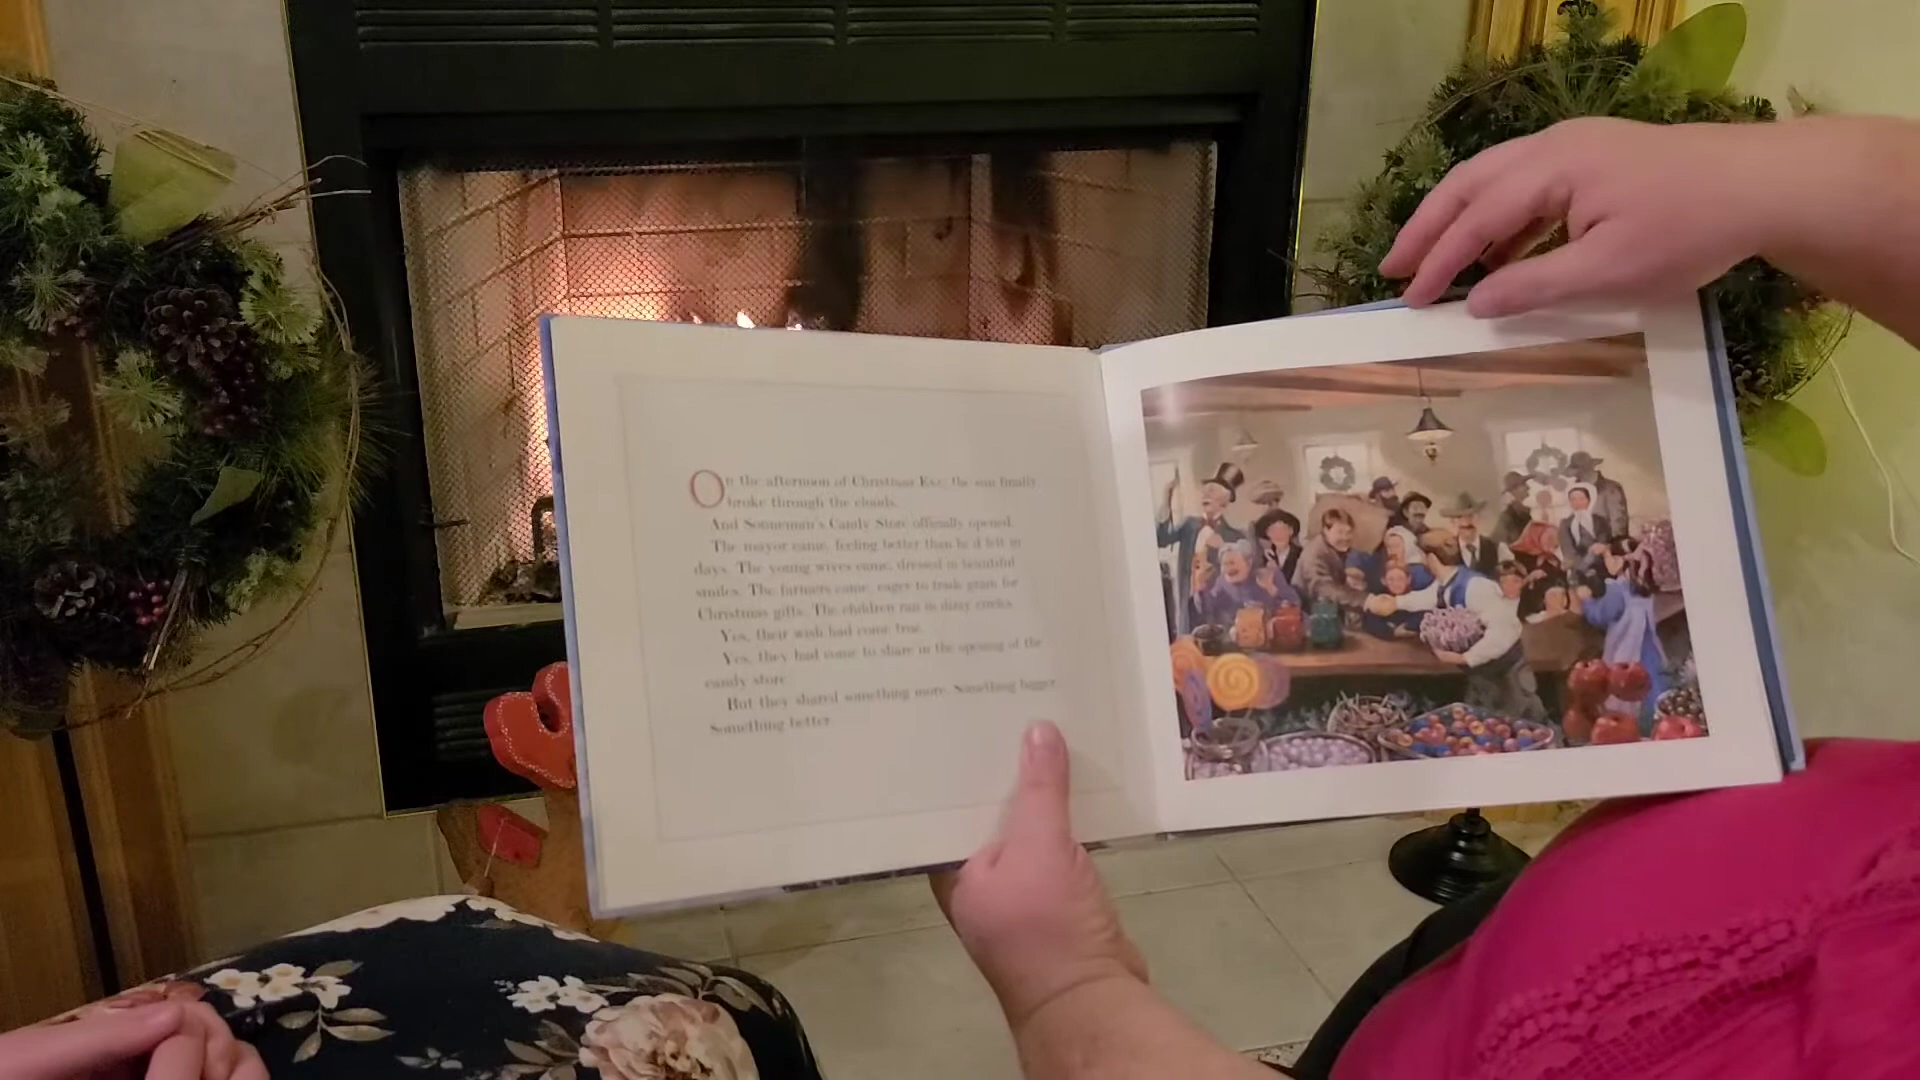 On the afternoon of Christmas Eve, the sun finally
broke through the clouds.
And Sonneman's Candy Store officially opened.
The mayor came, feeling better than he'd felt in
days. The young wives came, dressed in beautiful
smiles. The farmers came, eager to trade grain for
Christmas gifts. The children ran in dizzy circles.
Yes, their wish had come true.
Yes, they had come to share in the opening of the
candy store.
But they shared something more. Something bigger.
Something better.